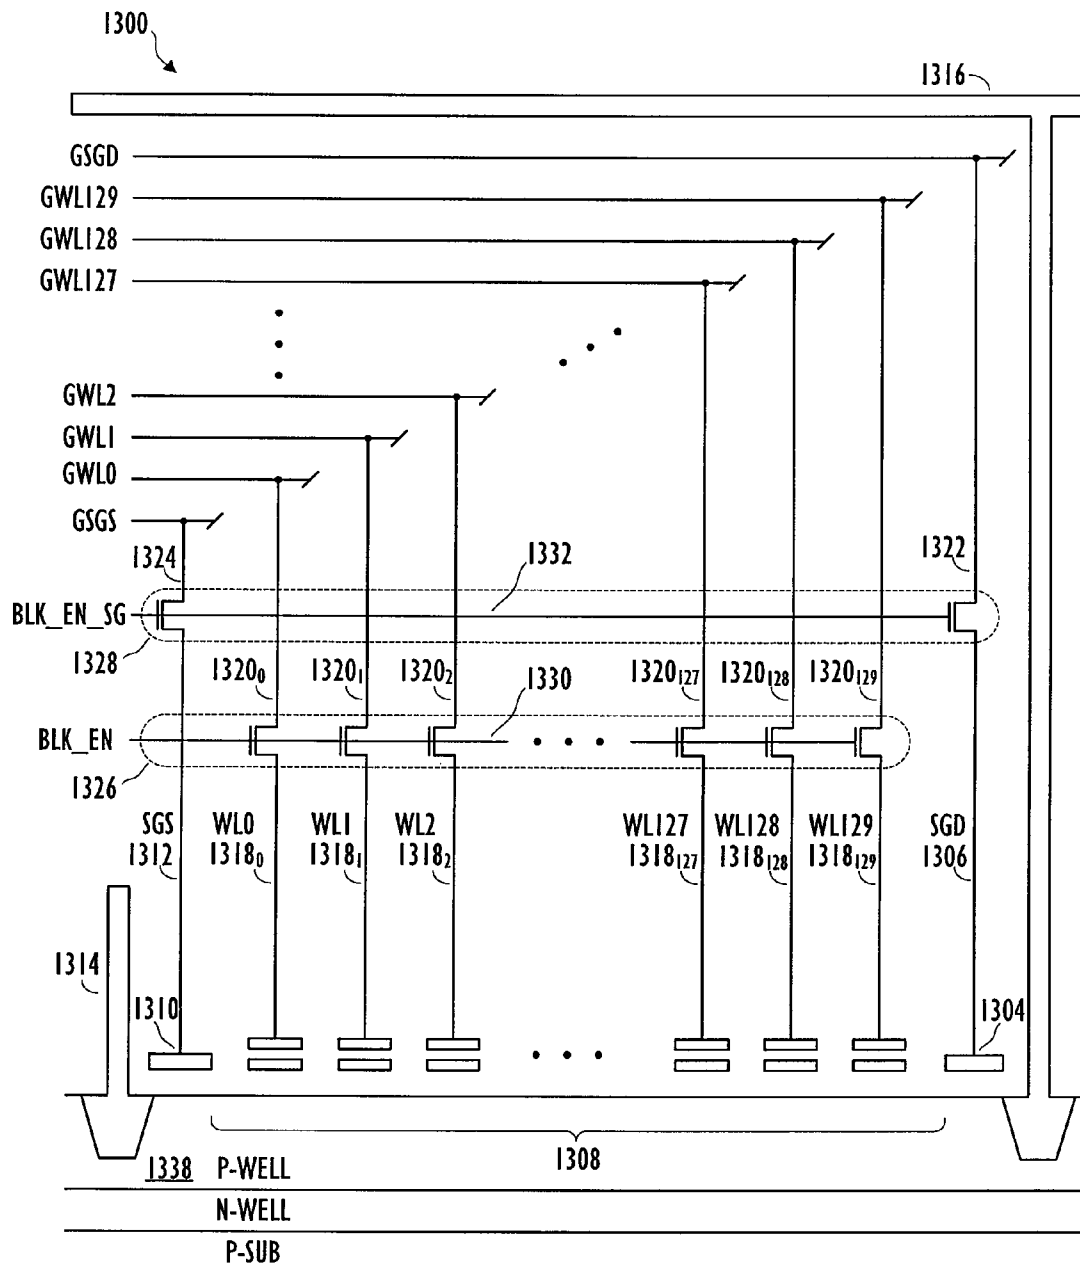 1300
1316
GSGD
GWL129
GWL128
GWL127
GWL2
GWL1
GWL0
GSGS
1324
1332
1322
BLK_EN_SG
1328
1320₀
1320₁
1320₂
1330
1320₁₂₇
1320₁₂₈
1320₁₂₉
BLK_EN
1326
SGS
1312
WL0
1318₀
WL1
1318₁
WL2
1318₂
WL127
1318₁₂₇
WL128
1318₁₂₈
WL129
1318₁₂₉
SGD
1306
1314
1310
1304
1308
1338 P-WELL
N-WELL
P-SUB